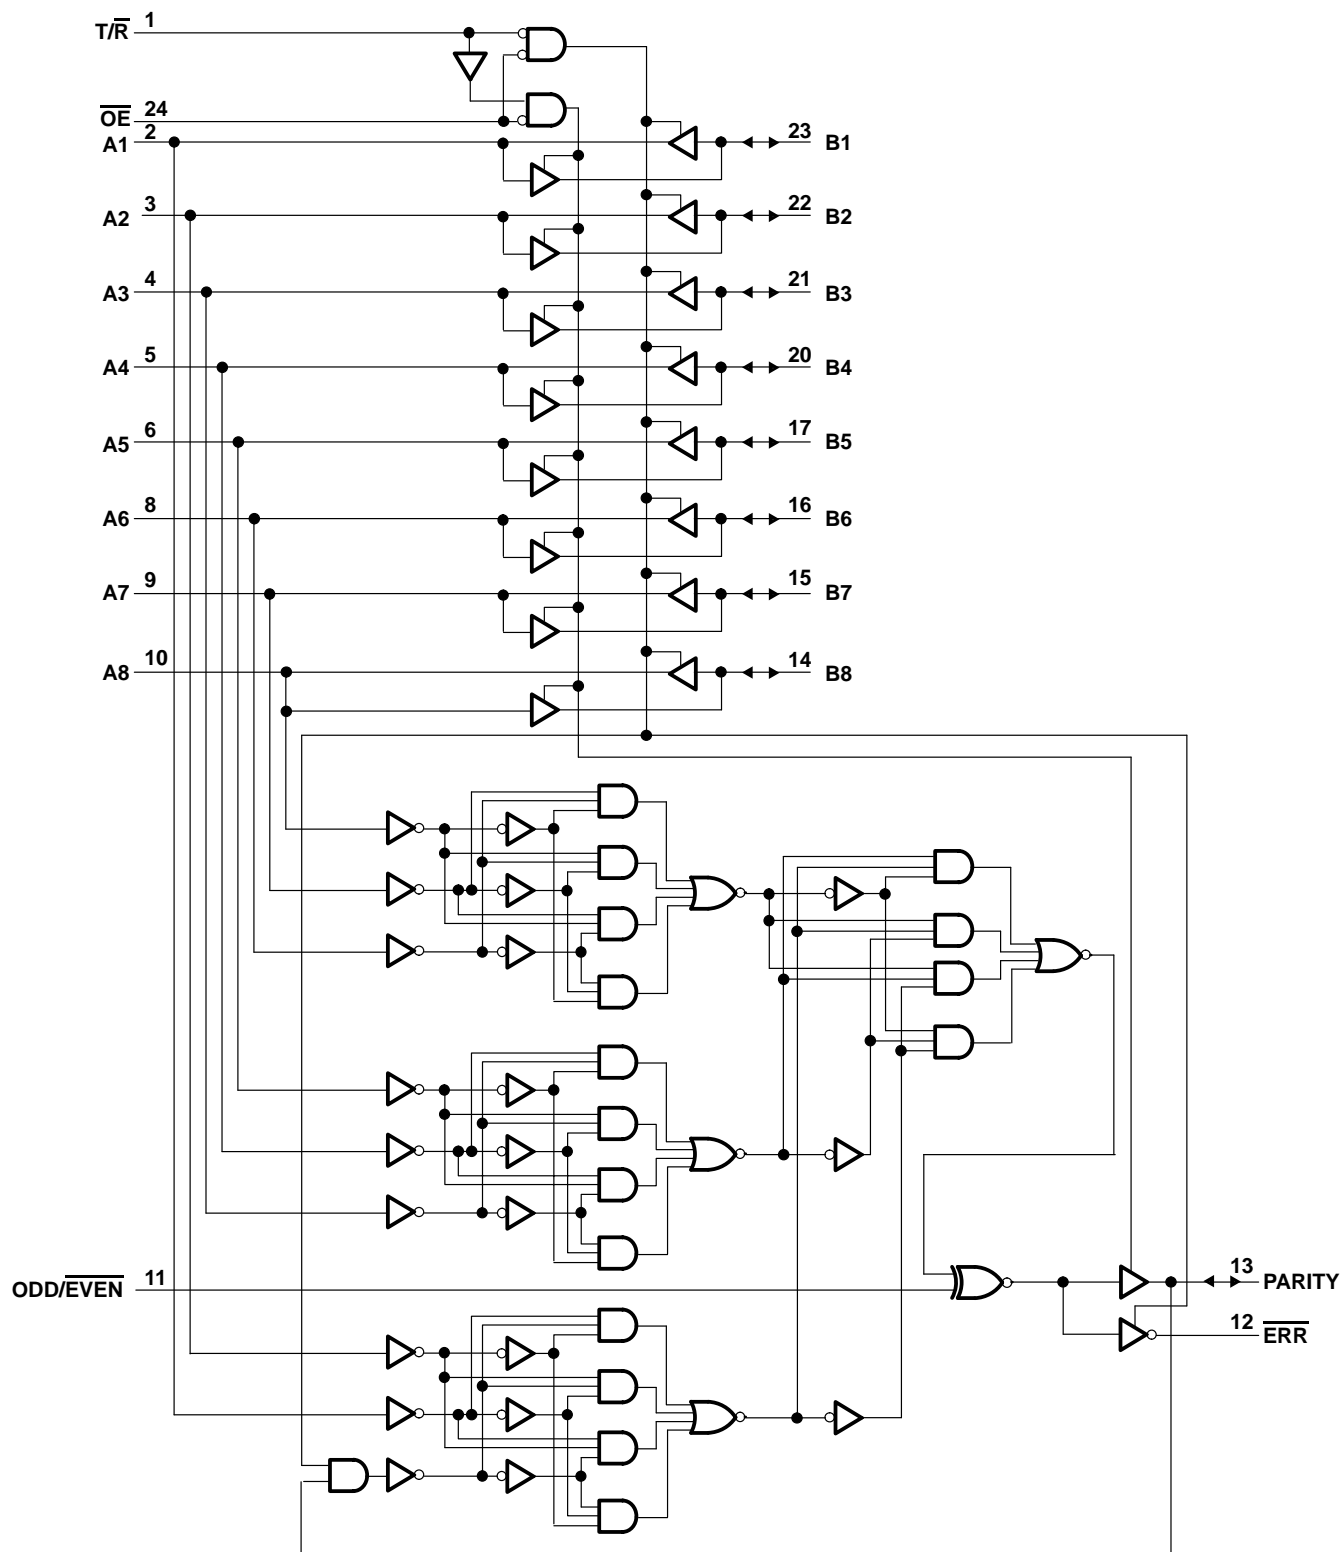 T/R 1
OE 24
A1 2
23 B1
A2 3
22 B2
A3 4
21 B3
A4 5
20 B4
A5 6
17 B5
A6 8
16 B6
A7 9
15 B7
A8 10
14 B8
ODD/EVEN 11
13 PARITY
12 ERR